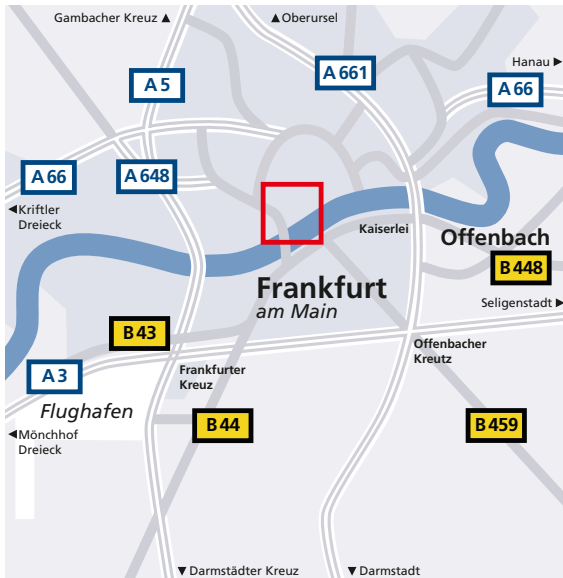 Gambacher Kreuz ▲
▲ Oberursel
Hanau ►
A 5
A 661
A 66
A 66
A 648
◄ Kriftler
Dreieck
Kaiserlei
Offenbach
B 448
Frankfurt
am Main
Seligenstadt ►
B 43
Offenbacher
Kreutz
A 3
Frankfurter
Kreuz
Flughafen
B 44
B 459
◄ Mönchhof
Dreieck
▼ Darmstädter Kreuz
▼ Darmstadt